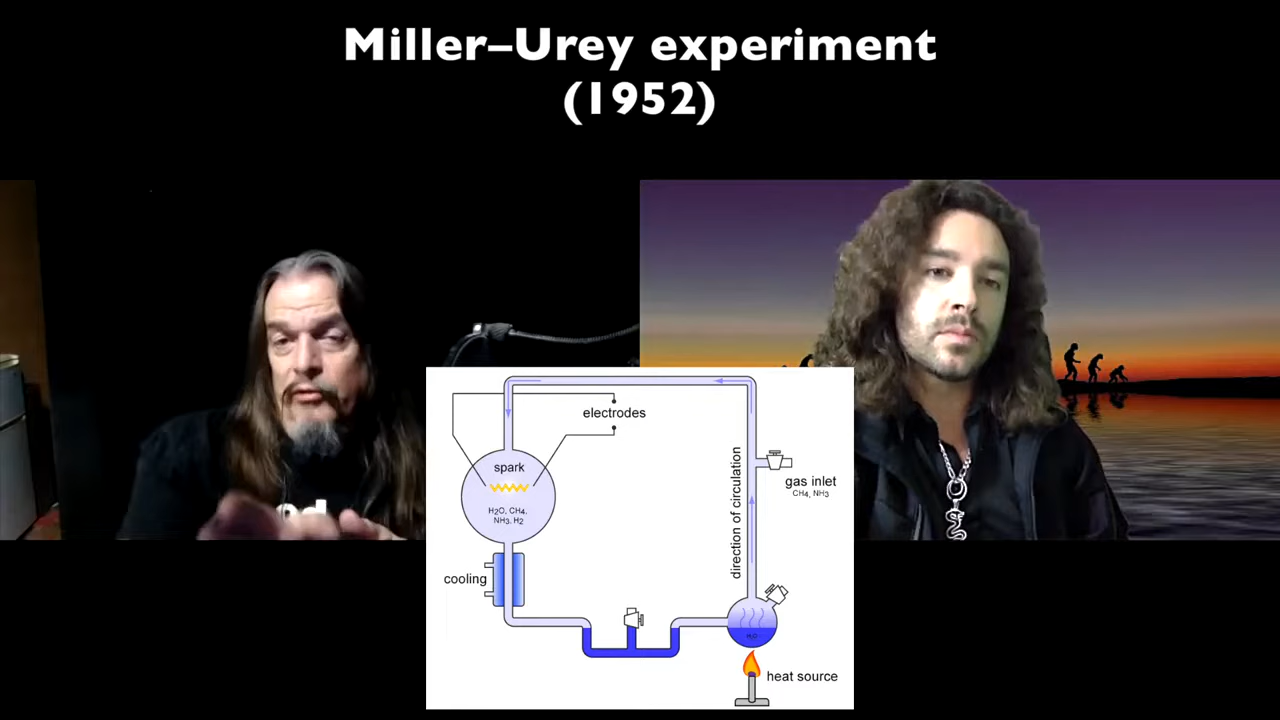 Miller–Urey experiment
(1952)
electrodes
spark
H2O, CH4,
NH3, H2
direction of circulation
gas inlet
CH4, NH3
cooling
H2O
heat source